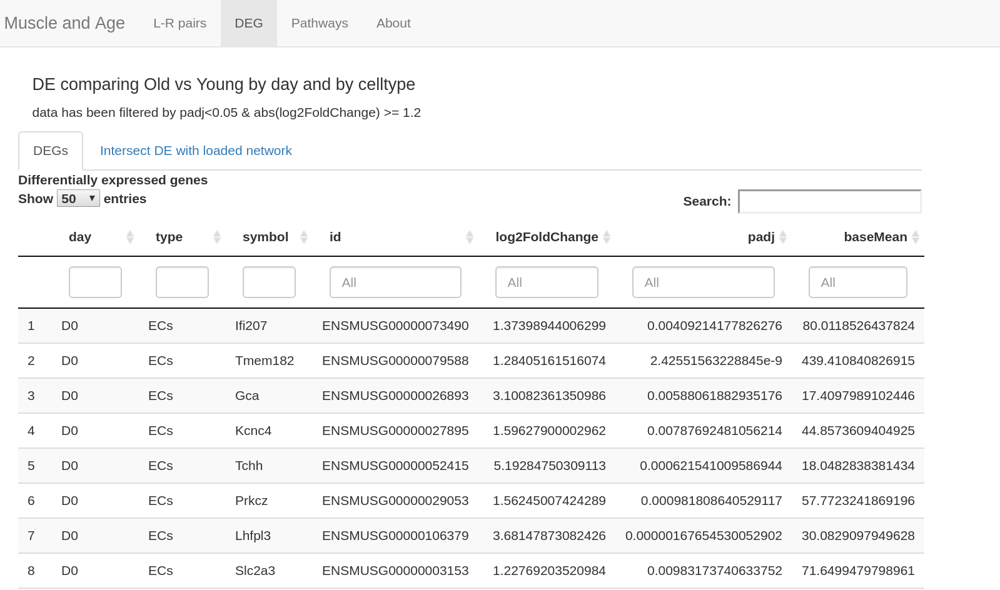 Muscle and Age L-R pairs DEG Pathways About
DE comparing Old vs Young by day and by celltype
data has been filtered by padj<0.05 & abs(log2FoldChange) >= 1.2
DEGs Intersect DE with loaded network
Differentially expressed genes
Show 50 entries Search:
day type symbol id log2FoldChange padj baseMean
All All All All
1 D0 ECs Ifi207 ENSMUSG00000073490 1.37398944006299 0.00409214177826276 80.0118526437824
2 D0 ECs Tmem182 ENSMUSG00000079588 1.28405161516074 2.42551563228845e-9 439.410840826915
3 D0 ECs Gca ENSMUSG00000026893 3.10082361350986 0.00588061882935176 17.4097989102446
4 D0 ECs Kcnc4 ENSMUSG00000027895 1.59627900002962 0.00787692481056214 44.8573609404925
5 D0 ECs Tchh ENSMUSG00000052415 5.19284750309113 0.000621541009586944 18.0482838381434
6 D0 ECs Prkcz ENSMUSG00000029053 1.56245007424289 0.000981808640529117 57.7723241869196
7 D0 ECs Lhfpl3 ENSMUSG00000106379 3.68147873082426 0.00000167654530052902 30.0829097949628
8 D0 ECs Slc2a3 ENSMUSG00000003153 1.22769203520984 0.00983173740633752 71.6499479798961